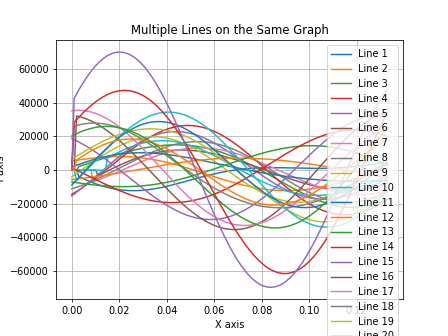 Multiple Lines on the Same Graph
60000
40000
20000
0
−20000
−40000
−60000
0.00
0.02
0.04
0.06
0.08
0.10
X axis
axis
Line 1
Line 2
Line 3
Line 4
Line 5
Line 6
Line 7
Line 8
Line 9
Line 10
Line 11
Line 12
Line 13
Line 14
Line 15
Line 16
Line 17
Line 18
Line 19
Line 20